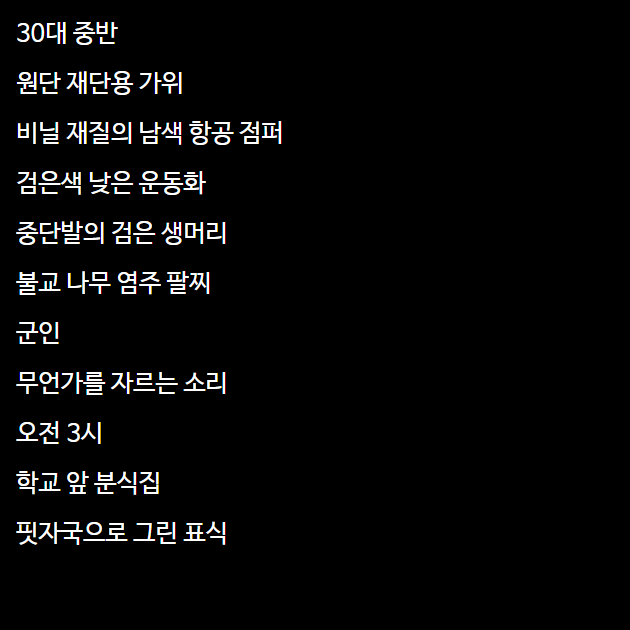 30대 중반
원단 재단용 가위
비닐 재질의 남색 항공 점퍼
검은색 낮은 운동화
중단발의 검은 생머리
불교 나무 염주 팔찌
군인
무언가를 자르는 소리
오전 3시
학교 앞 분식집
핏자국으로 그린 표식